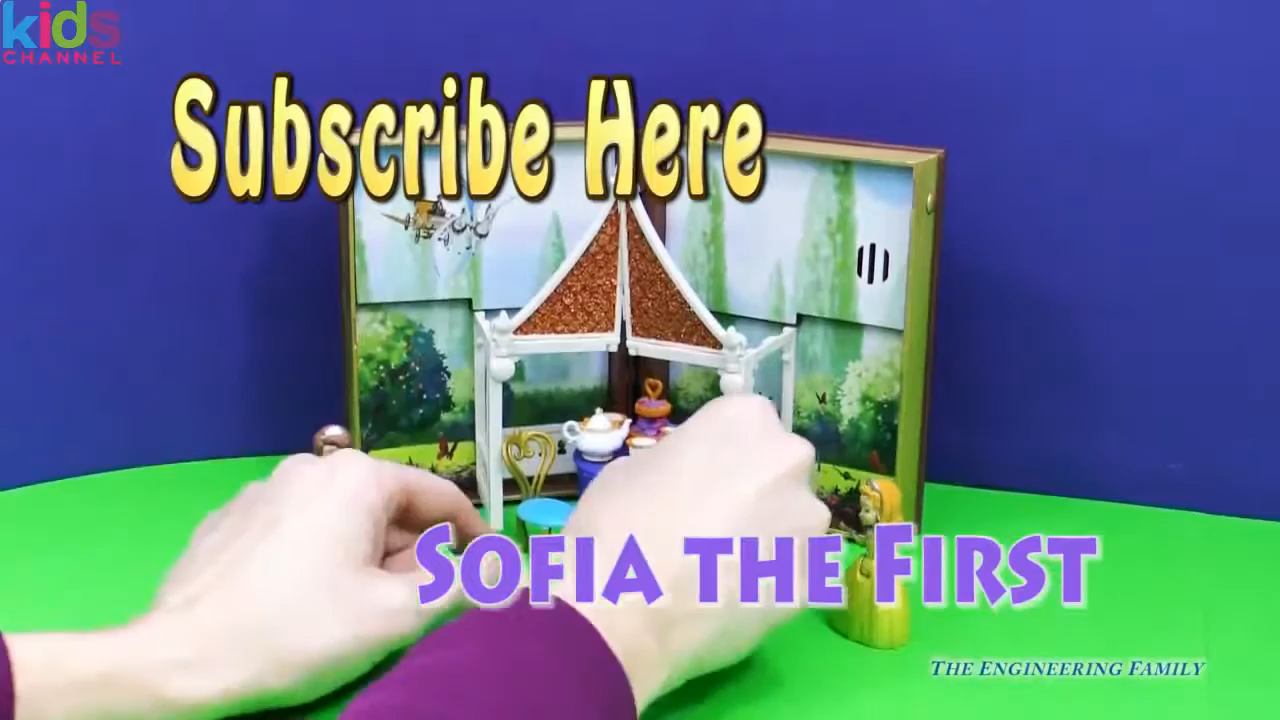 kids
CHANNEL
Subscribe Here
SOFIA THE FIRST
THE ENGINEERING FAMILY